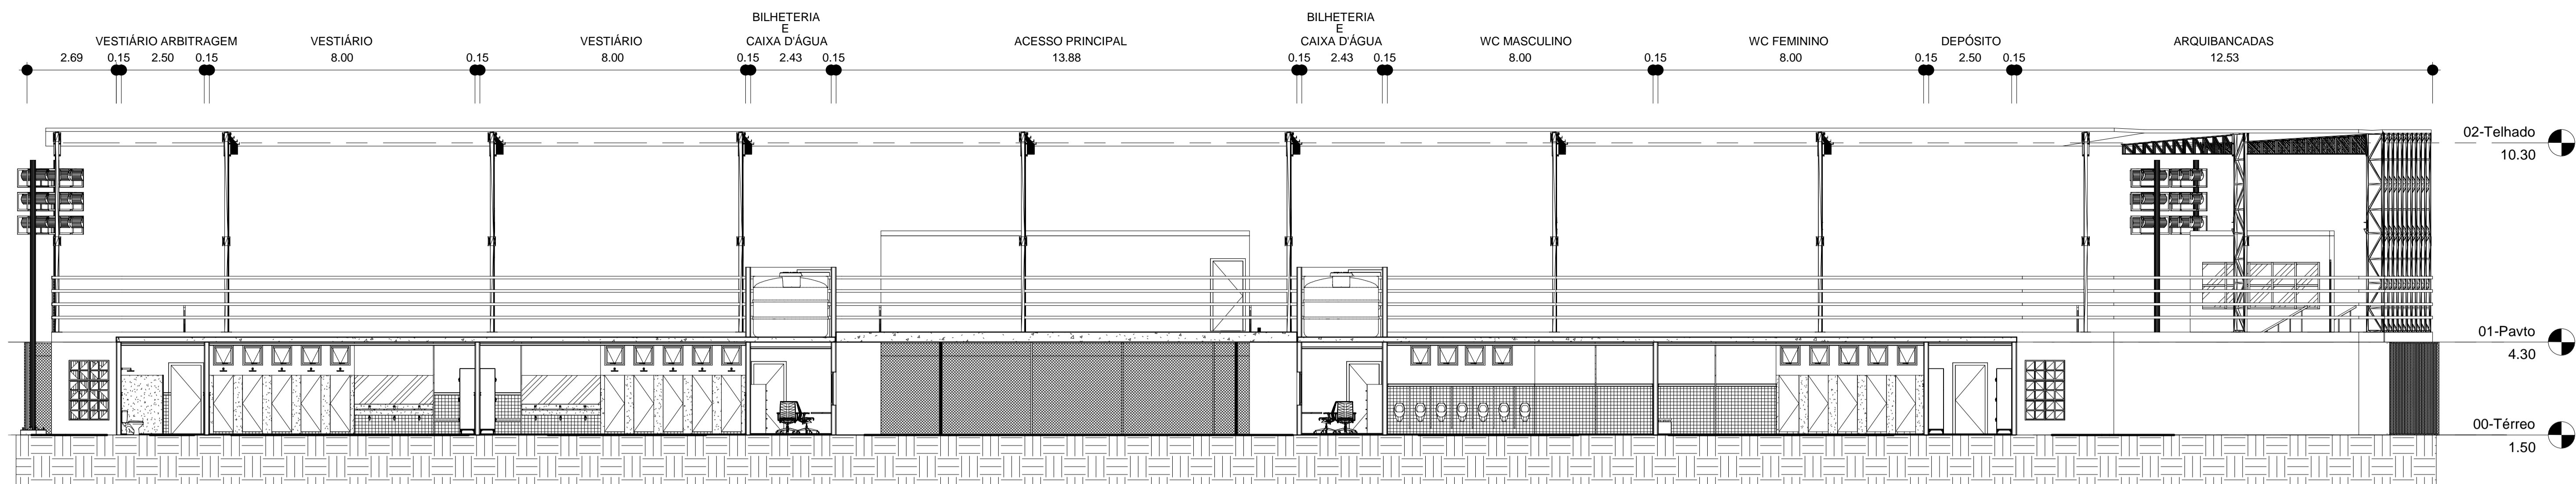 BILHETERIA
E
CAIXA D'ÁGUA
BILHETERIA
E
CAIXA D'ÁGUA
VESTIÁRIO ARBITRAGEM VESTIÁRIO VESTIÁRIO ACESSO PRINCIPAL WC MASCULINO WC FEMININO DEPÓSITO ARQUIBANCADAS
2.69 0.15 2.50 0.15 8.00 0.15 8.00 0.15 2.43 0.15 13.88 0.15 2.43 0.15 8.00 0.15 8.00 0.15 2.50 0.15 12.53
02-Telhado
10.30
01-Pavto
4.30
00-Térreo
1.50